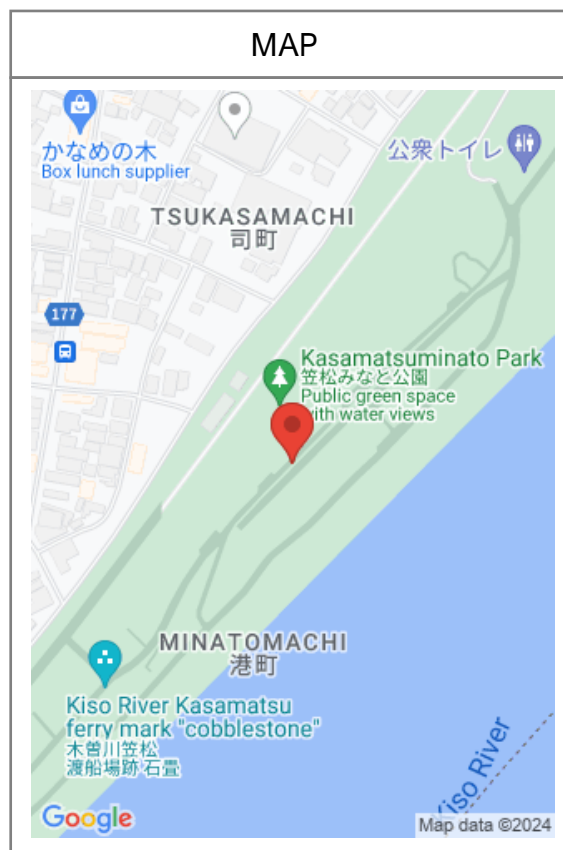 MAP
かなめの木
Box lunch supplier
公衆トイレ
TSUKASAMACHI
司町
177
Kasamatsuminato Park
笠松みなと公園
Public green space
with water views
MINATOMACHI
港町
Kiso River Kasamatsu
ferry mark "cobblestone"
木曽川笠松
渡船場跡 石畳
Kiso River
Google
Map data ©2024